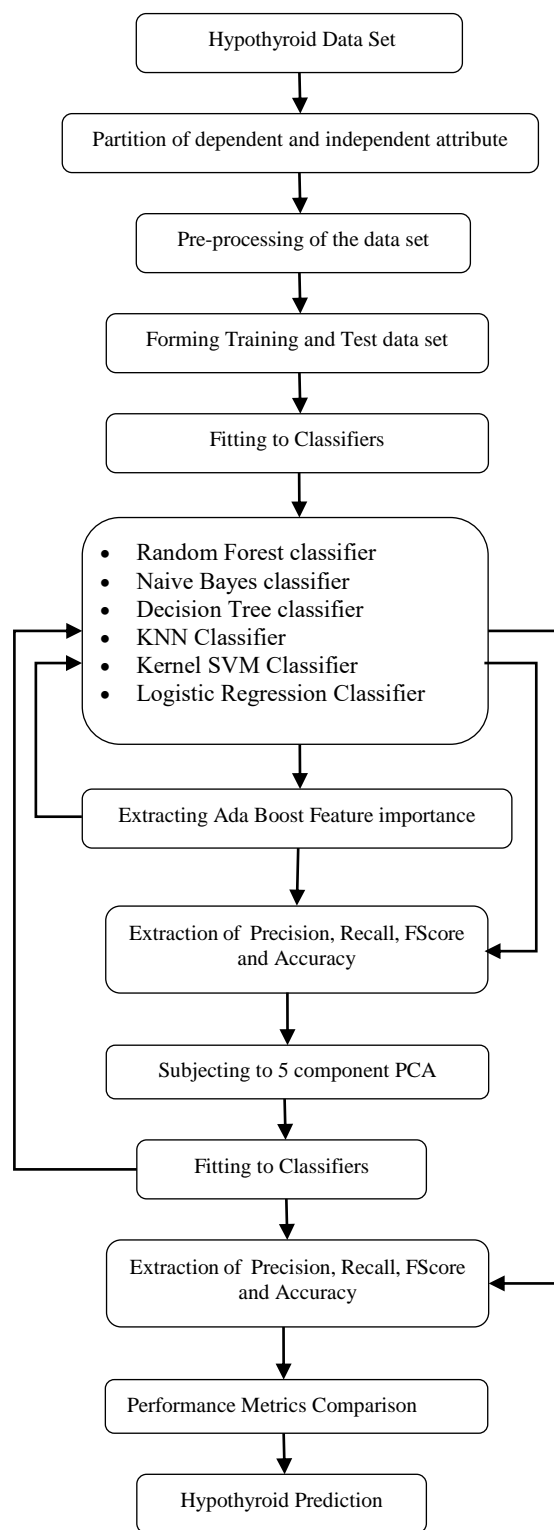 Hypothyroid Data Set
Partition of dependent and independent attribute
Pre-processing of the data set
Forming Training and Test data set
Fitting to Classifiers
• Random Forest classifier
• Naive Bayes classifier
• Decision Tree classifier
• KNN Classifier
• Kernel SVM Classifier
• Logistic Regression Classifier
Extracting Ada Boost Feature importance
Extraction of Precision, Recall, FScore
and Accuracy
Subjecting to 5 component PCA
Fitting to Classifiers
Extraction of Precision, Recall, FScore
and Accuracy
Performance Metrics Comparison
Hypothyroid Prediction